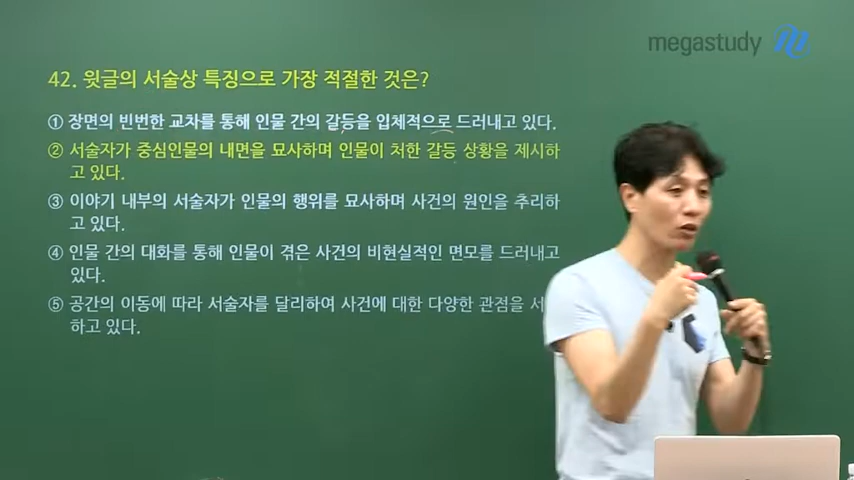 megastudy
42. 윗글의 서술상 특징으로 가장 적절한 것은?
① 장면의 빈번한 교차를 통해 인물 간의 갈등을 입체적으로 드러내고 있다.
② 서술자가 중심인물의 내면을 묘사하며 인물이 처한 갈등 상황을 제시하
고 있다.
③ 이야기 내부의 서술자가 인물의 행위를 묘사하며 사건의 원인을 추리하
고 있다.
④ 인물 간의 대화를 통해 인물이 겪은 사건의 비현실적인 면모를 드러내고
있다.
⑤ 공간의 이동에 따라 서술자를 달리하여 사건에 대한 다양한 관점을 서
하고 있다.